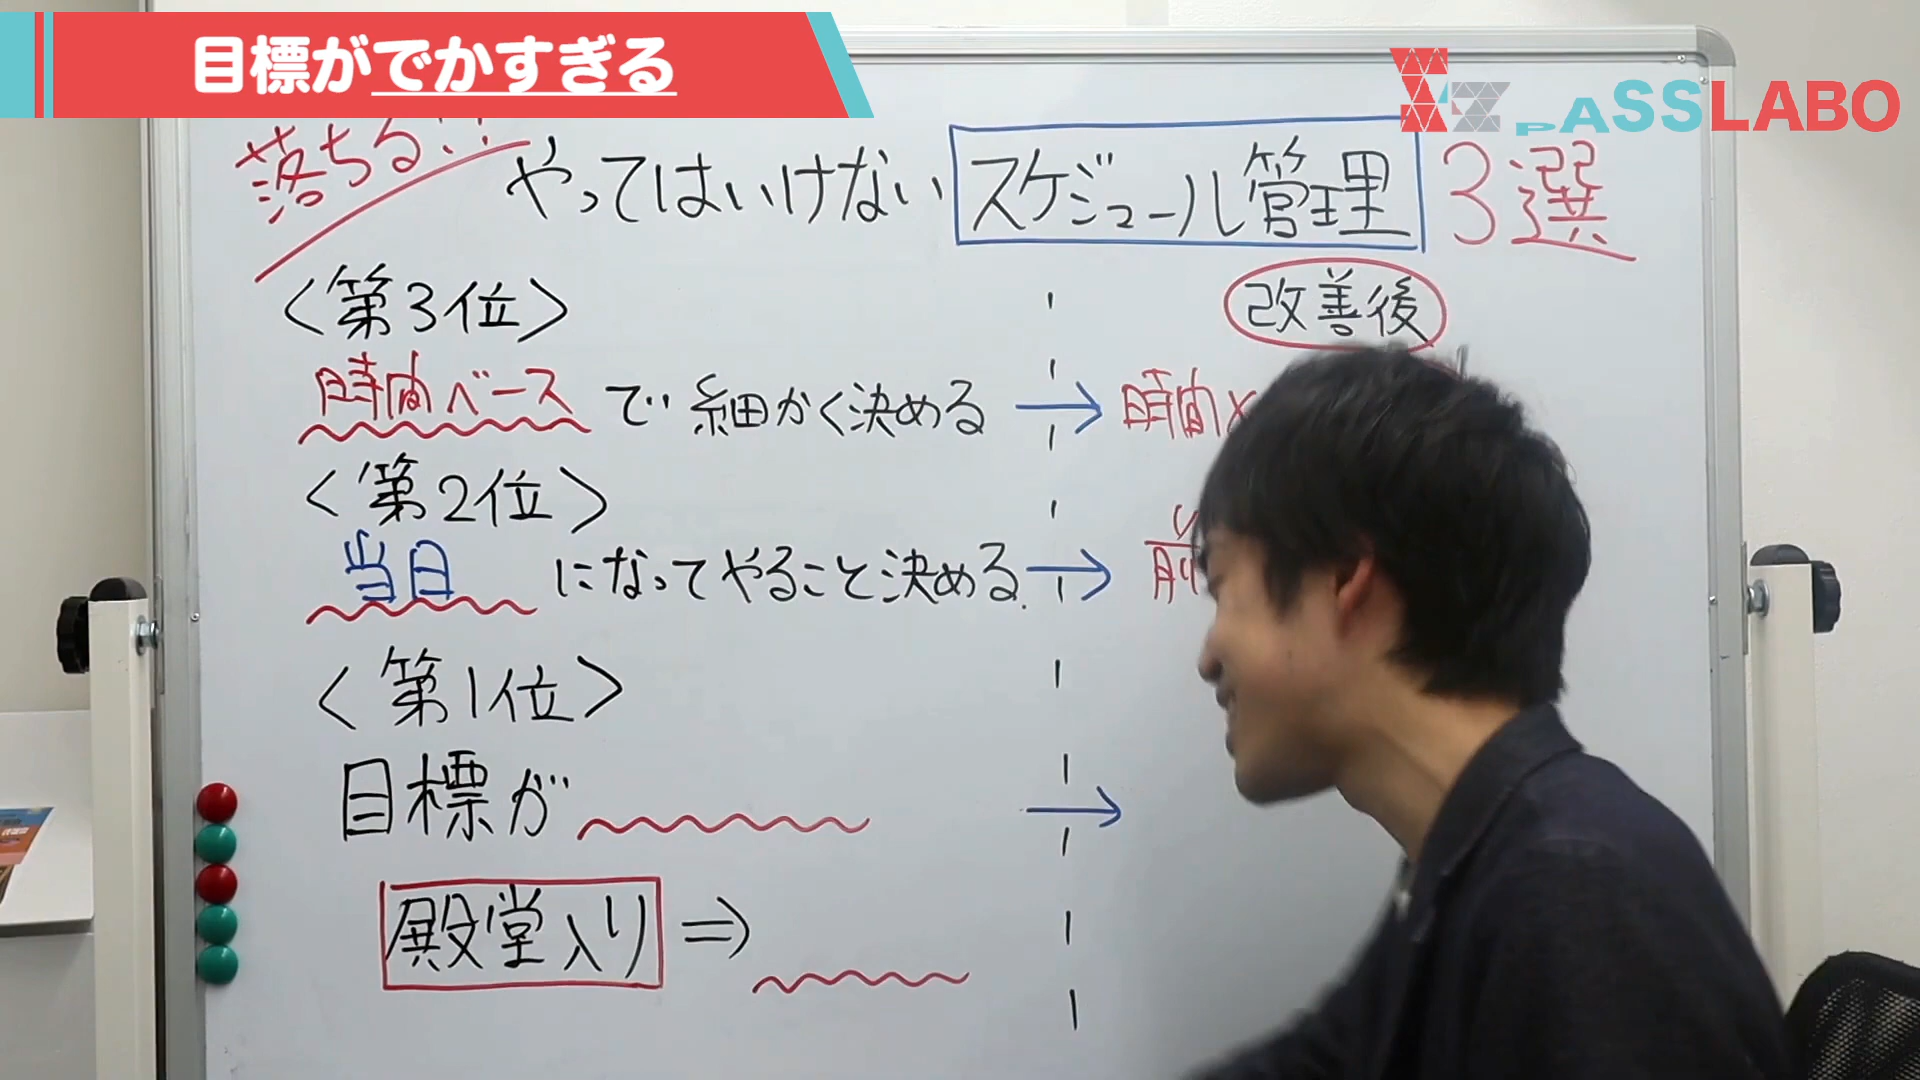 目標がでかすぎる
PASSLABO
落ちる!!
やってはいけないスケジュール管理3選
<第3位>
改善後
時間ベースで細かく決める→時間×
<第2位>
当日になってやること決める→前
<第1位>
目標が→
殿堂入り⇒